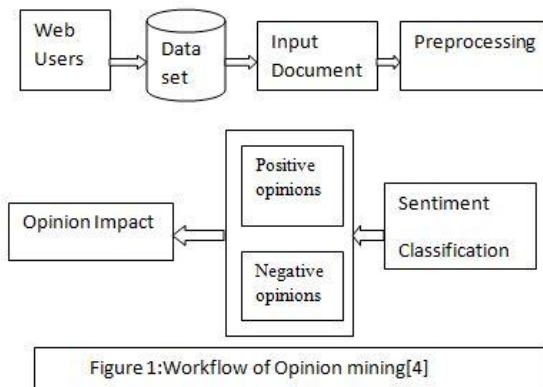 Web
Users
Data
set
Input
Document
Preprocessing
Positive
opinions
Negative
opinions
Sentiment
Classification
Opinion Impact
Figure 1:Workflow of Opinion mining[4]